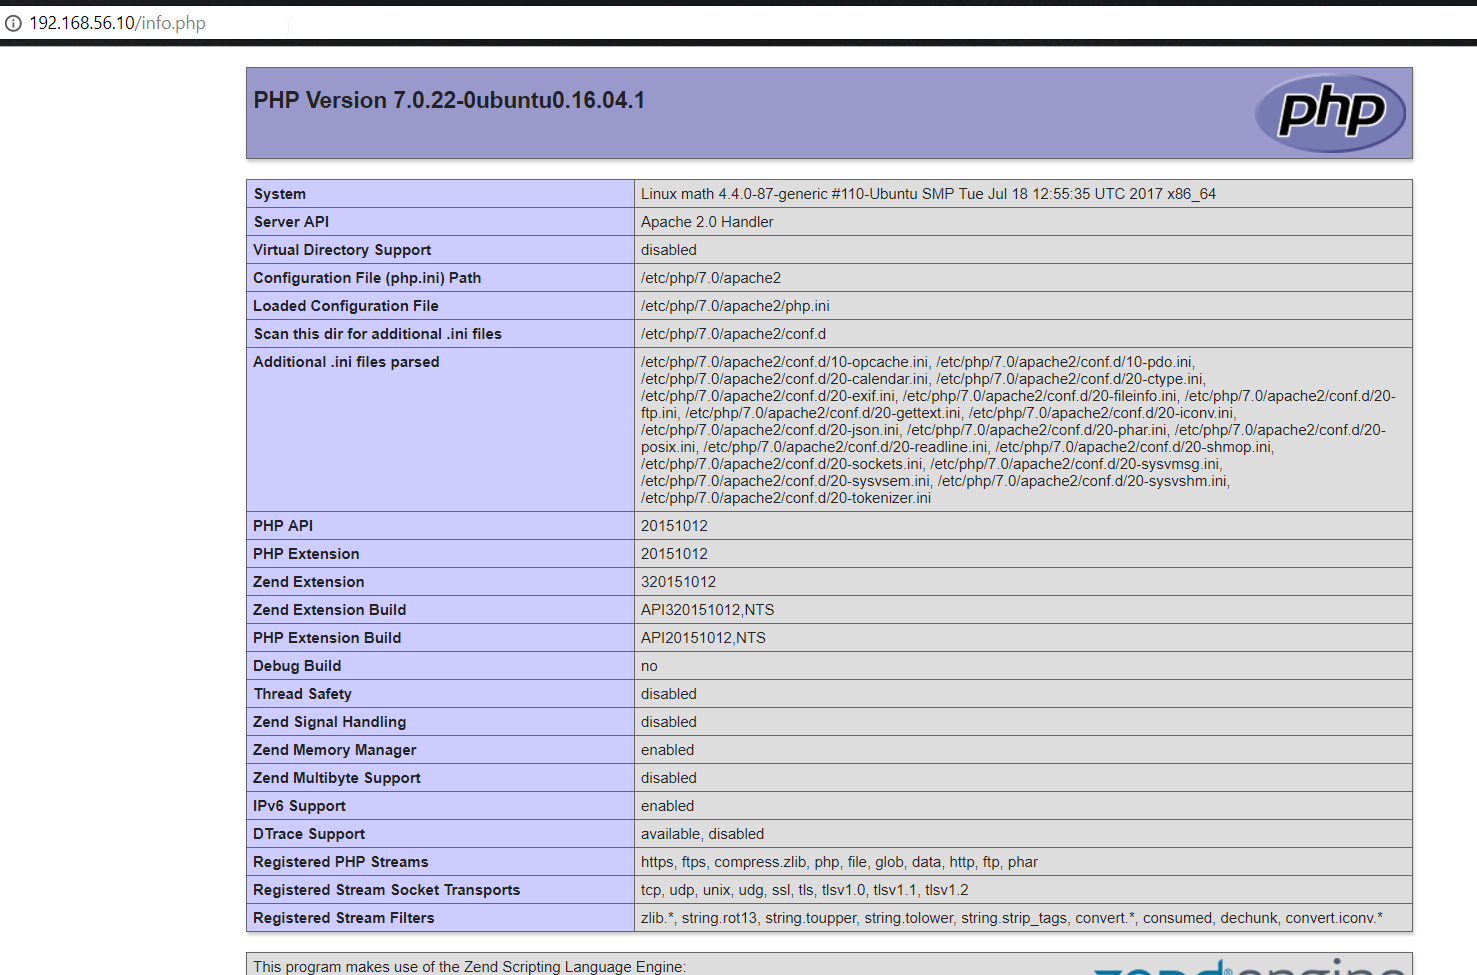 192.168.56.10/info.php
PHP Version 7.0.22-0ubuntu0.16.04.1
php
System Linux math 4.4.0-87-generic #110-Ubuntu SMP Tue Jul 18 12:55:35 UTC 2017 x86_64
Server API Apache 2.0 Handler
Virtual Directory Support disabled
Configuration File (php.ini) Path /etc/php/7.0/apache2
Loaded Configuration File /etc/php/7.0/apache2/php.ini
Scan this dir for additional .ini files /etc/php/7.0/apache2/conf.d
Additional .ini files parsed /etc/php/7.0/apache2/conf.d/10-opcache.ini, /etc/php/7.0/apache2/conf.d/10-pdo.ini,
/etc/php/7.0/apache2/conf.d/20-calendar.ini, /etc/php/7.0/apache2/conf.d/20-ctype.ini,
/etc/php/7.0/apache2/conf.d/20-exif.ini, /etc/php/7.0/apache2/conf.d/20-fileinfo.ini, /etc/php/7.0/apache2/conf.d/20-
ftp.ini, /etc/php/7.0/apache2/conf.d/20-gettext.ini, /etc/php/7.0/apache2/conf.d/20-iconv.ini,
/etc/php/7.0/apache2/conf.d/20-json.ini, /etc/php/7.0/apache2/conf.d/20-phar.ini, /etc/php/7.0/apache2/conf.d/20-
posix.ini, /etc/php/7.0/apache2/conf.d/20-readline.ini, /etc/php/7.0/apache2/conf.d/20-shmop.ini,
/etc/php/7.0/apache2/conf.d/20-sockets.ini, /etc/php/7.0/apache2/conf.d/20-sysvmsg.ini,
/etc/php/7.0/apache2/conf.d/20-sysvsem.ini, /etc/php/7.0/apache2/conf.d/20-sysvshm.ini,
/etc/php/7.0/apache2/conf.d/20-tokenizer.ini
PHP API 20151012
PHP Extension 20151012
Zend Extension 320151012
Zend Extension Build API320151012,NTS
PHP Extension Build API20151012,NTS
Debug Build no
Thread Safety disabled
Zend Signal Handling disabled
Zend Memory Manager enabled
Zend Multibyte Support disabled
IPv6 Support enabled
DTrace Support available, disabled
Registered PHP Streams https, ftps, compress.zlib, php, file, glob, data, http, ftp, phar
Registered Stream Socket Transports tcp, udp, unix, udg, ssl, tls, tlsv1.0, tlsv1.1, tlsv1.2
Registered Stream Filters zlib.*, string.rot13, string.toupper, string.tolower, string.strip_tags, convert.*, consumed, dechunk, convert.iconv.*
This program makes use of the Zend Scripting Language Engine:
zend engine